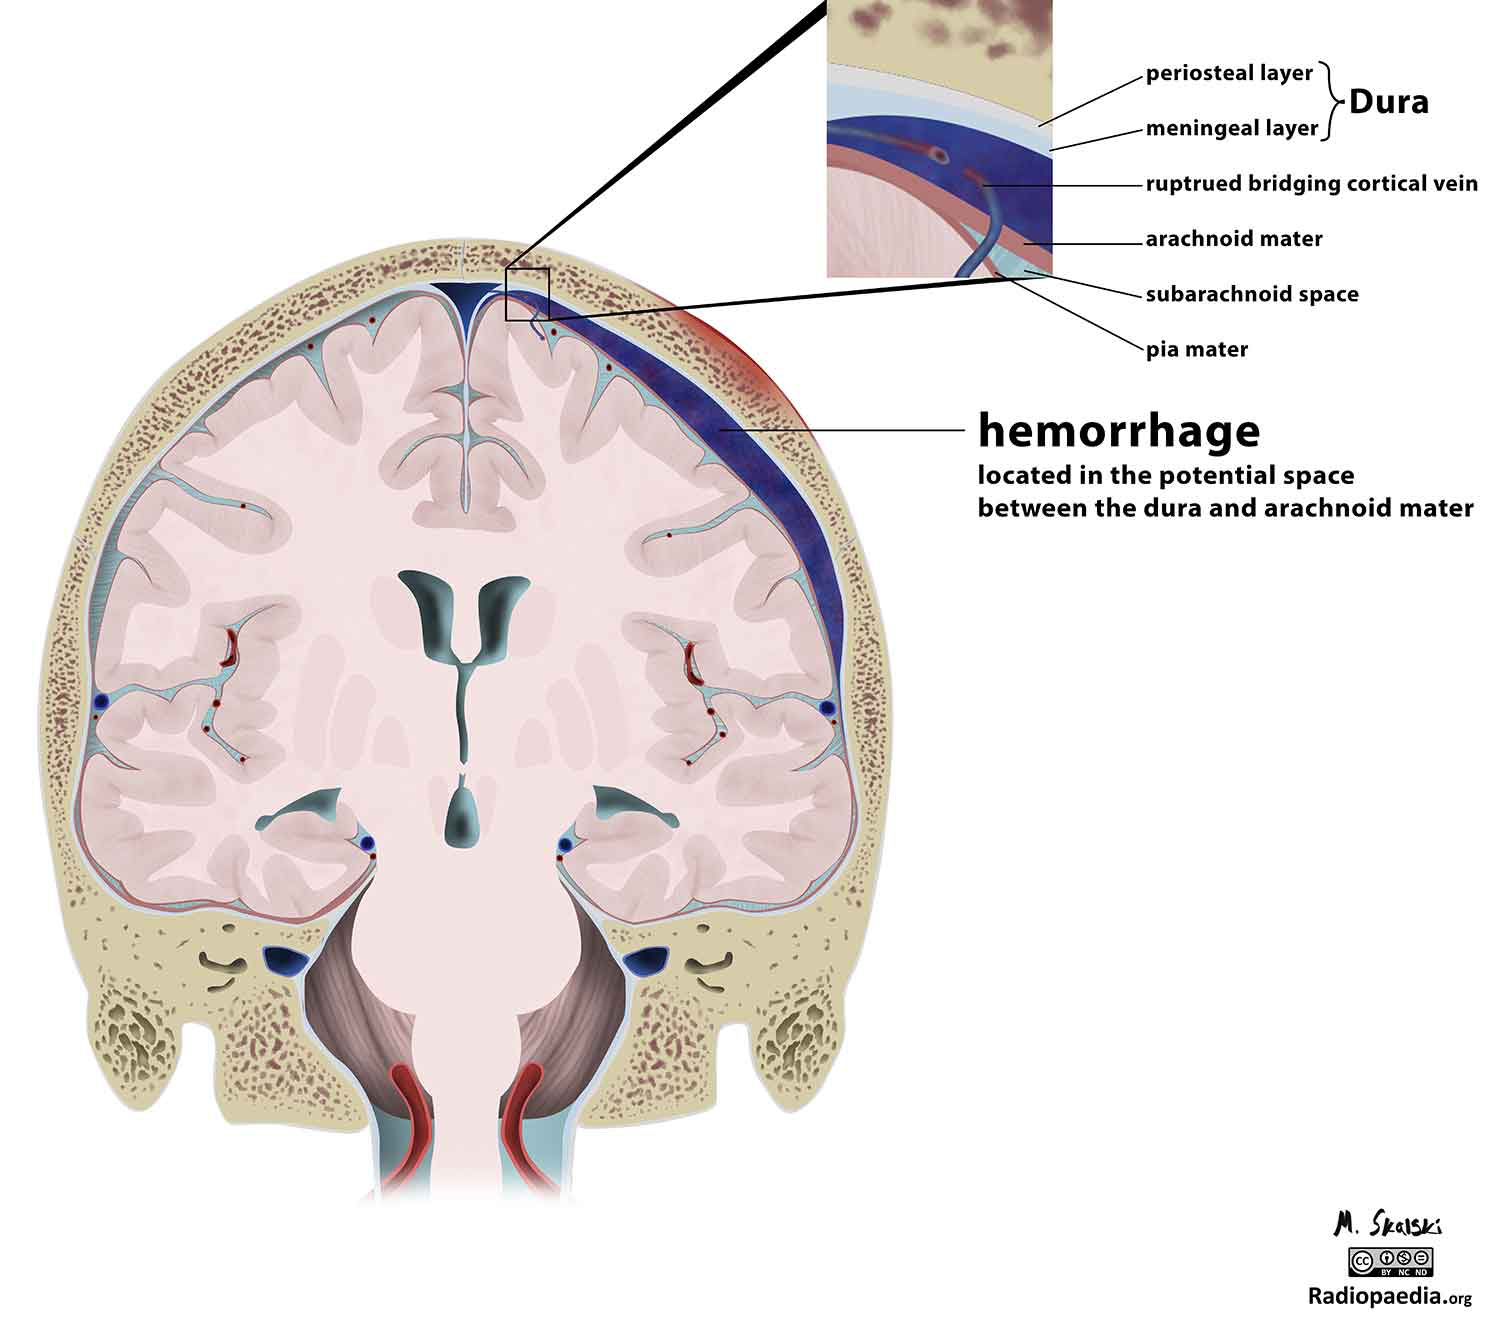 periosteal layer
Dura
meningeal layer
ruptrued bridging cortical vein
arachnoid mater
subarachnoid space
pia mater
hemorrhage
located in the potential space
between the dura and arachnoid mater
M. Skalski
CC BY NC ND
Radiopaedia.org